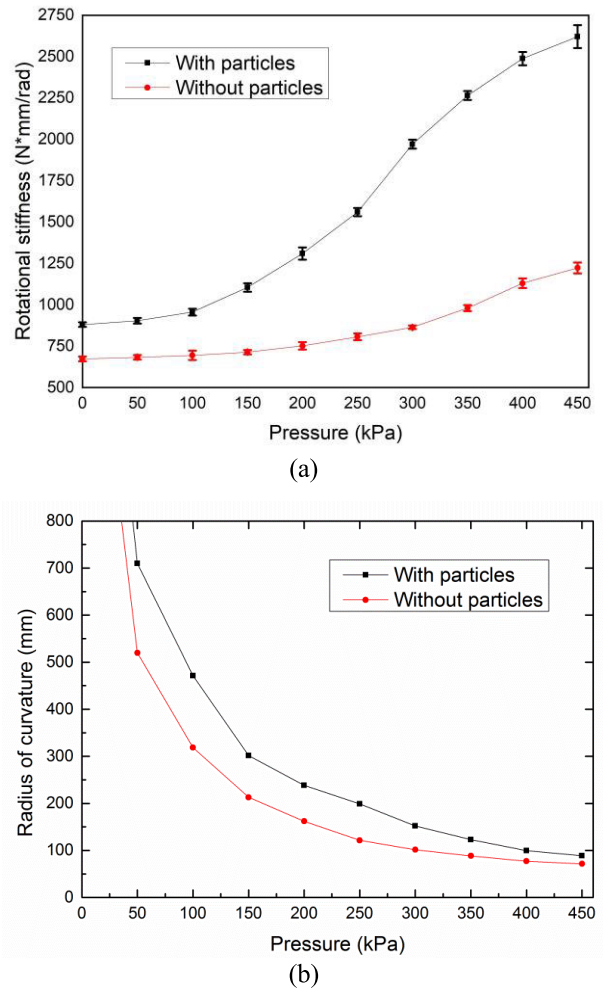 2750
2500
2250
2000
1750
1500
1250
1000
750
500
Rotational stiffness (N*mm/rad)
With particles
Without particles
0 50 100 150 200 250 300 350 400 450
Pressure (kPa)
(a)
800
700
600
500
400
300
200
100
0
Radius of curvature (mm)
With particles
Without particles
0 50 100 150 200 250 300 350 400 450
Pressure (kPa)
(b)